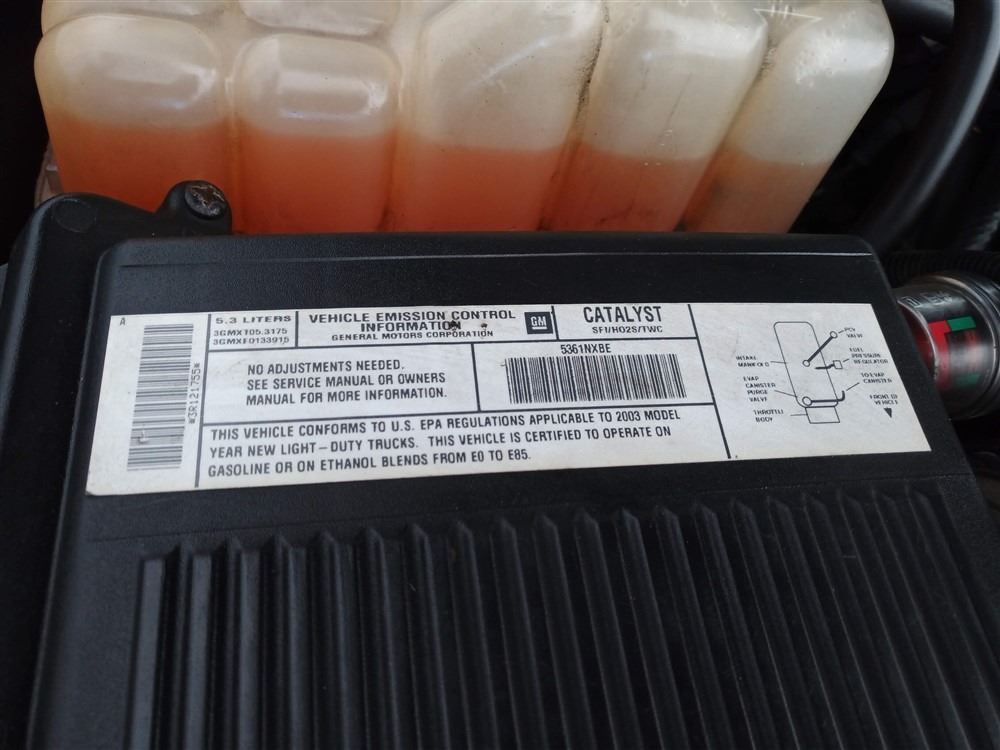 A
*3R121755*
5.3 LITERS
3GMXT05.3175
3GMXE0133915
VEHICLE EMISSION CONTROL
INFORMATION
GENERAL MOTORS CORPORATION
GM
CATALYST
SFI/HO2S/TWC
NO ADJUSTMENTS NEEDED.
SEE SERVICE MANUAL OR OWNERS
MANUAL FOR MORE INFORMATION.
5361NXBE
THIS VEHICLE CONFORMS TO U.S. EPA REGULATIONS APPLICABLE TO 2003 MODEL
YEAR NEW LIGHT-DUTY TRUCKS. THIS VEHICLE IS CERTIFIED TO OPERATE ON
GASOLINE OR ON ETHANOL BLENDS FROM E0 TO E85.
PCV
VALVE
FUEL
PRESSURE
REGULATOR
INTAKE
MANIFOLD
TO EVAP
CANISTER
EVAP
CANISTER
PURGE
VALVE
THROTTLE
BODY
FRONT OF
VEHICLE